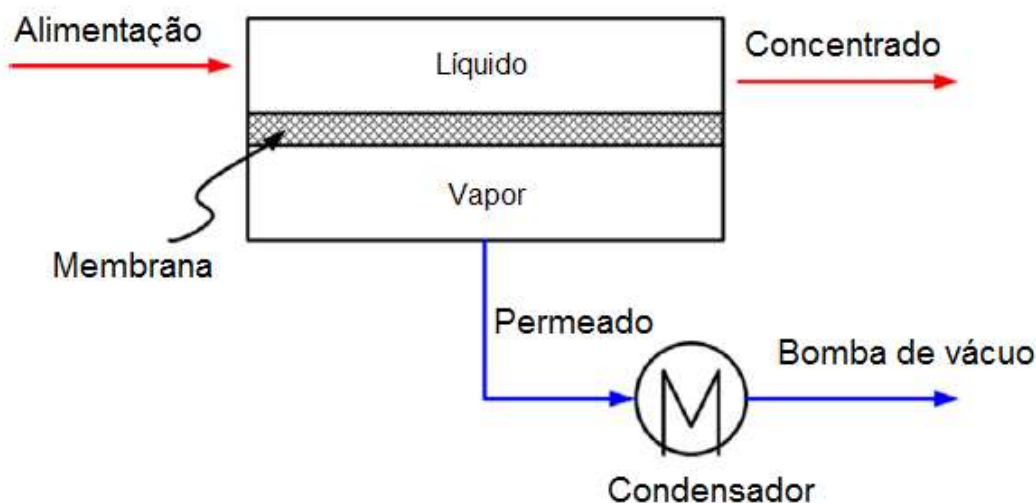 Alimentação
Líquido
Concentrado
Vapor
Membrana
Permeado
Bomba de vácuo
Condensador